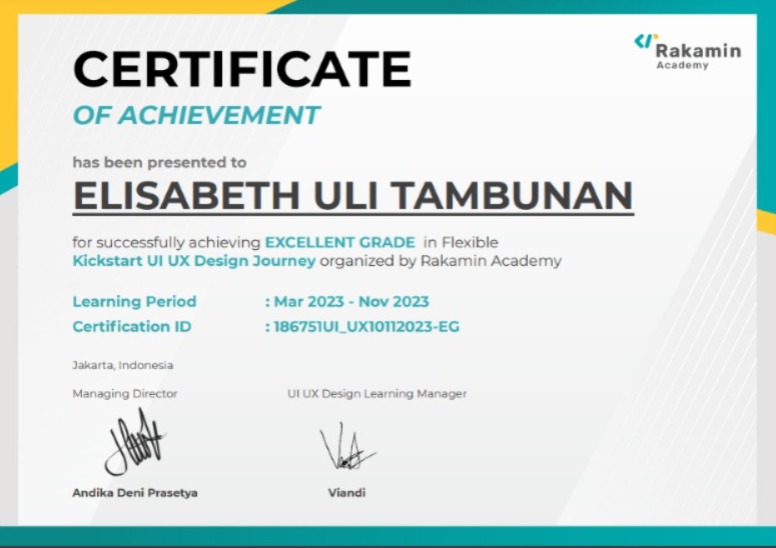 Rakamin
Academy
CERTIFICATE
OF ACHIEVEMENT
has been presented to
ELISABETH ULI TAMBUNAN
for successfully achieving EXCELLENT GRADE in Flexible
Kickstart UI UX Design Journey organized by Rakamin Academy
Learning Period : Mar 2023 - Nov 2023
Certification ID : 186751UI_UX10112023-EG
Jakarta, Indonesia
Managing Director UI UX Design Learning Manager
Andika Deni Prasetya Viandi